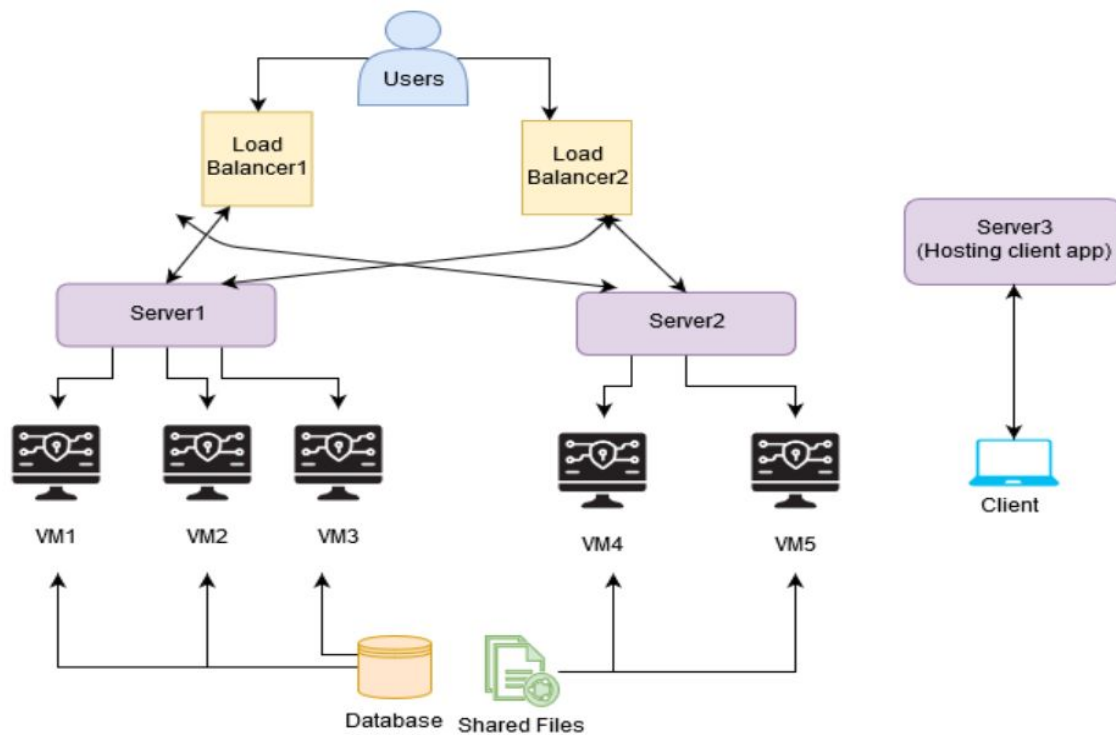 Users
Load
Balancer1
Load
Balancer2
Server3
(Hosting client app)
Server1
Server2
VM1
VM2
VM3
VM4
VM5
Client
Database
Shared Files